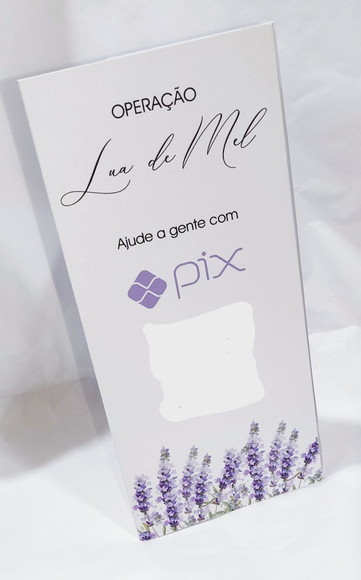 OPERAÇÃO
Lua de Mel
Ajude a gente com
pix